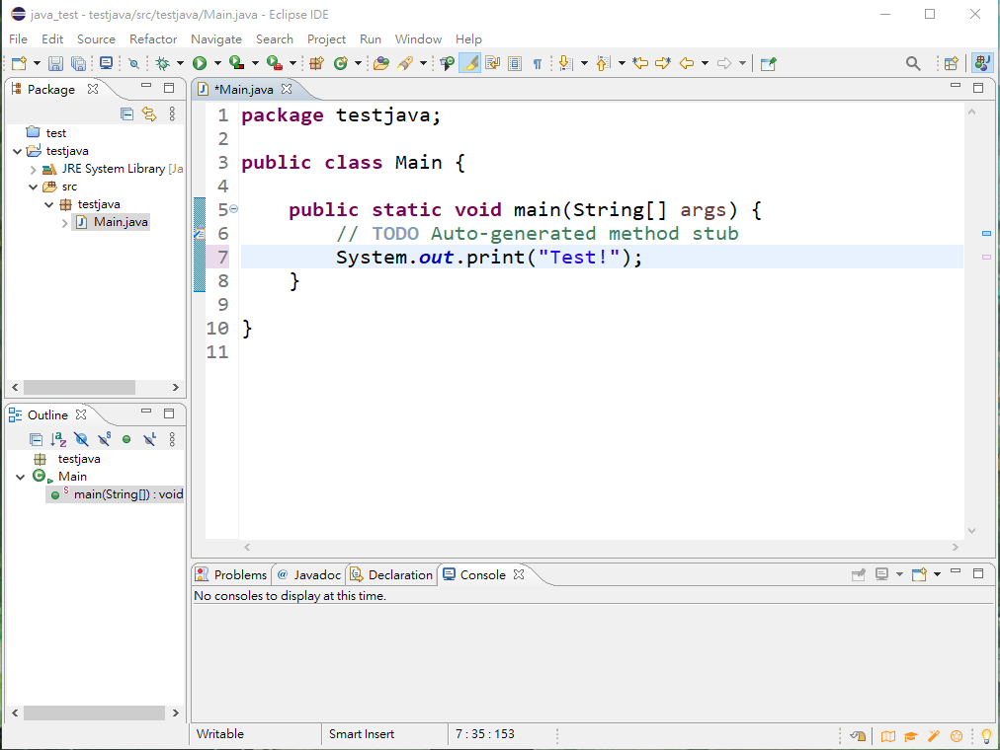 java_test - testjava/src/testjava/Main.java - Eclipse IDE
File Edit Source Refactor Navigate Search Project Run Window Help
Package
test
testjava
JRE System Library [Ja
src
testjava
Main.java
*Main.java
1 package testjava;
2
3 public class Main {
4
5 public static void main(String[] args) {
6 // TODO Auto-generated method stub
7 System.out.print("Test!");
8 }
9
10 }
11
Outline
testjava
Main
main(String[]) : void
Problems @ Javadoc Declaration Console
No consoles to display at this time.
Writable Smart Insert 7 : 35 : 153